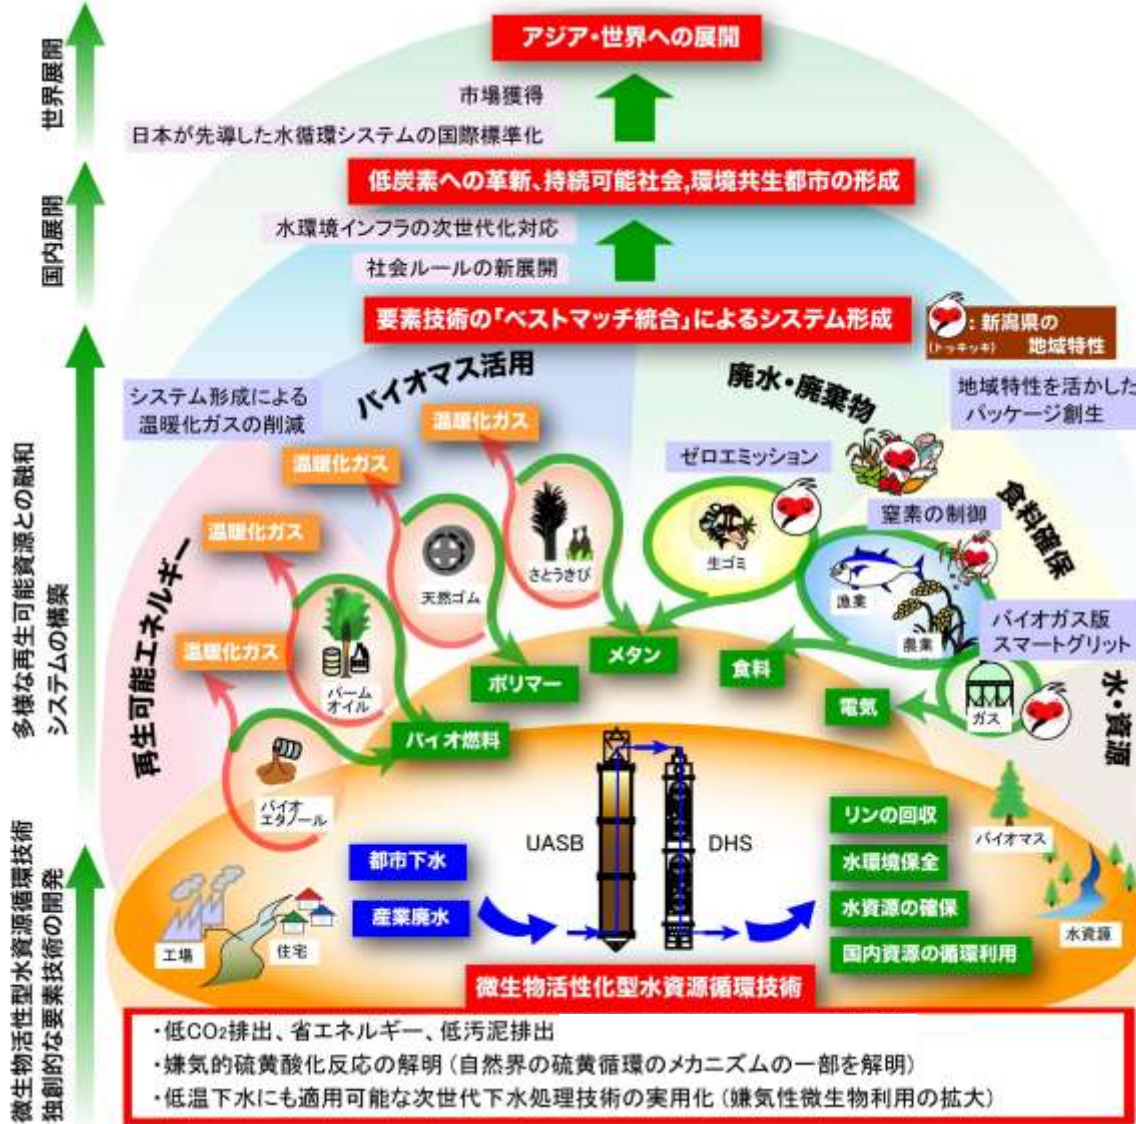 アジア・世界への展開
市場獲得
日本が先導した水循環システムの国際標準化
世界展開
低炭素への革新、持続可能社会,環境共生都市の形成
水環境インフラの次世代化対応
社会ルールの新展開
国内展開
要素技術の「ベストマッチ統合」によるシステム形成
:新潟県の
(トッキッキ) 地域特性
地域特性を活かした
パッケージ創生
システム形成による
温暖化ガスの削減
バイオマス活用
廃水・廃棄物
食料確保
水・資源
再生可能エネルギー
多様な再生可能資源との融和
システムの構築
温暖化ガス
温暖化ガス
温暖化ガス
温暖化ガス
ゼロエミッション
窒素の制御
バイオガス版
スマートグリット
天然ゴム
さとうきび
生ゴミ
漁業
農業
ガス
パーム
オイル
バイオ
エタノール
メタン
ポリマー
食料
電気
バイオ燃料
UASB
DHS
都市下水
産業廃水
リンの回収
水環境保全
水資源の確保
国内資源の循環利用
バイオマス
水資源
工場
住宅
微生物活性型水資源循環技術
独創的な要素技術の開発
微生物活性化型水資源循環技術
・低CO₂排出、省エネルギー、低汚泥排出
・嫌気的硫黄酸化反応の解明(自然界の硫黄循環のメカニズムの一部を解明)
・低温下水にも適用可能な次世代下水処理技術の実用化(嫌気性微生物利用の拡大)